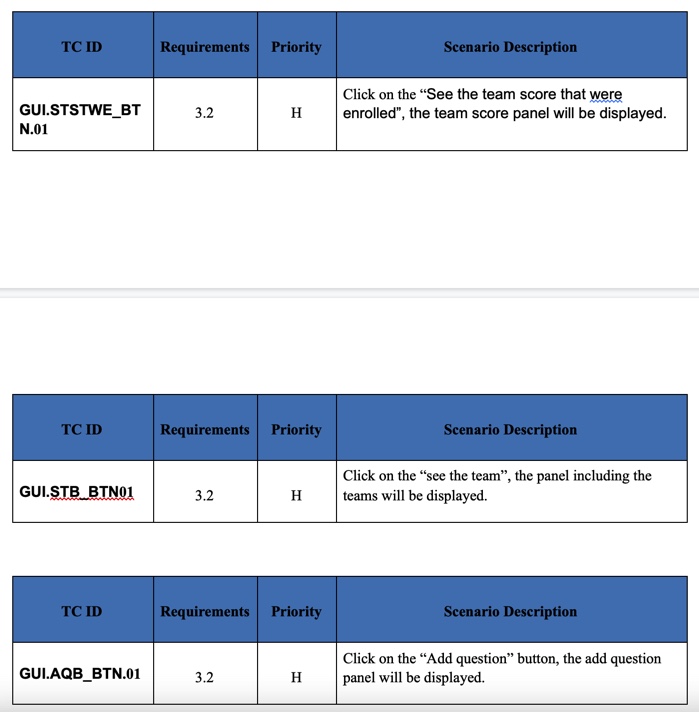 TC ID Requirements Priority Scenario Description
GUI.STSTWE_BT
N.01
3.2
H
Click on the “See the team score that were
enrolled”, the team score panel will be displayed.
TC ID Requirements Priority Scenario Description
GUI.STB_BTN01
3.2
H
Click on the “see the team”, the panel including the
teams will be displayed.
TC ID Requirements Priority Scenario Description
GUI.AQB_BTN.01
3.2
H
Click on the “Add question” button, the add question
panel will be displayed.